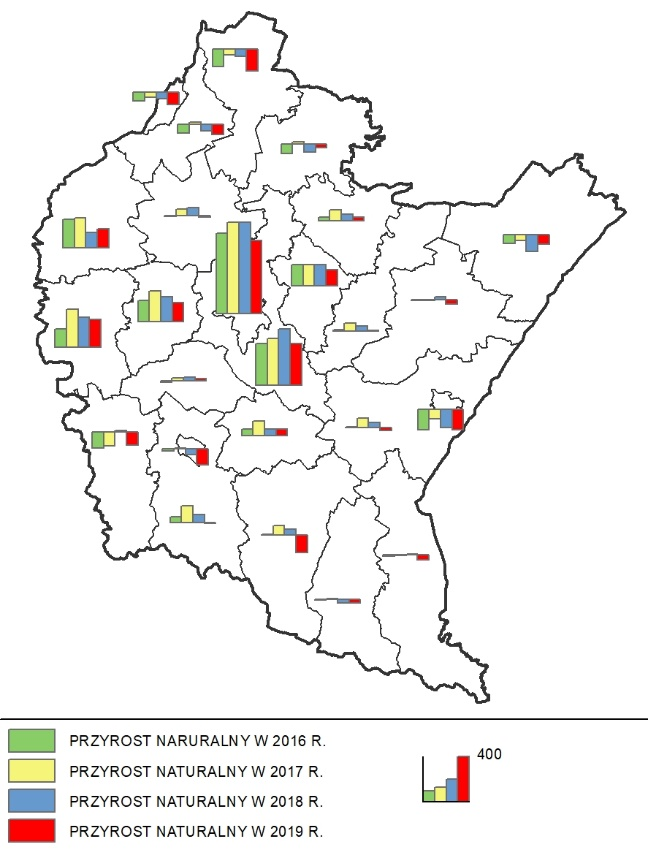 PRZYROST NARURALNY W 2016 R.
PRZYROST NATURALNY W 2017 R.
PRZYROST NATURALNY W 2018 R.
PRZYROST NATURALNY W 2019 R.
400